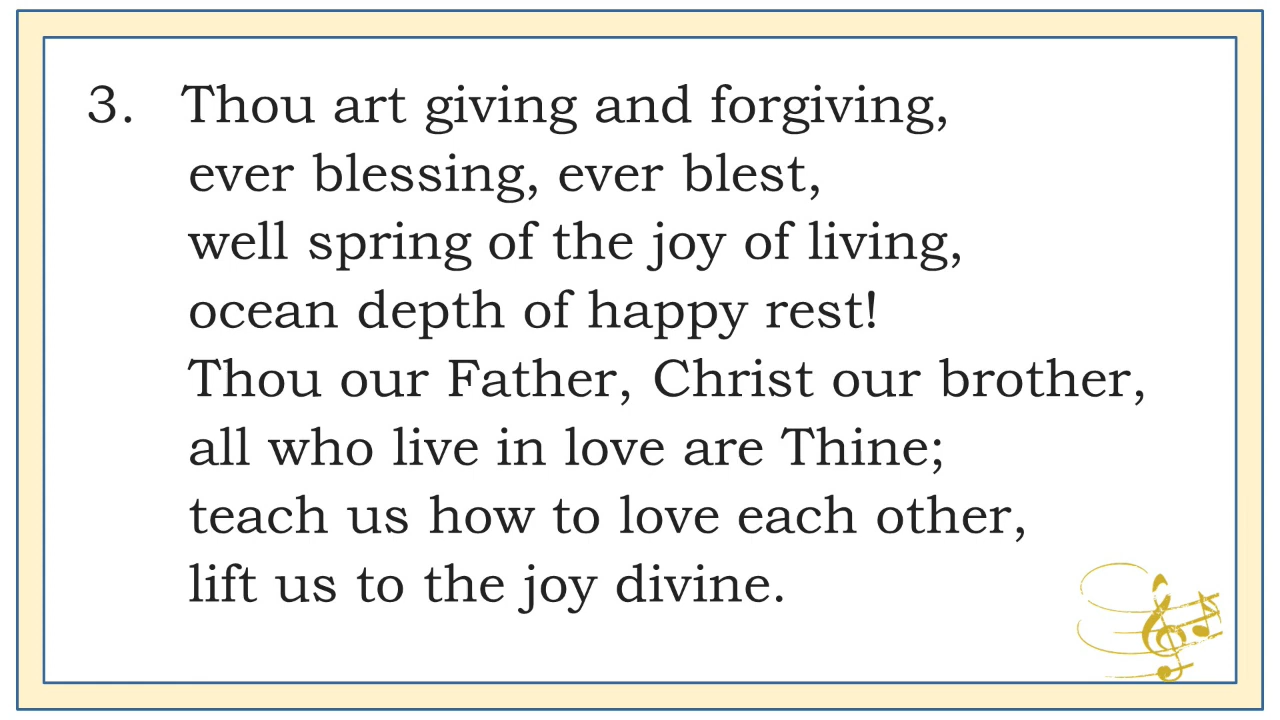 3. Thou art giving and forgiving,
ever blessing, ever blest,
well spring of the joy of living,
ocean depth of happy rest!
Thou our Father, Christ our brother,
all who live in love are Thine;
teach us how to love each other,
lift us to the joy divine.